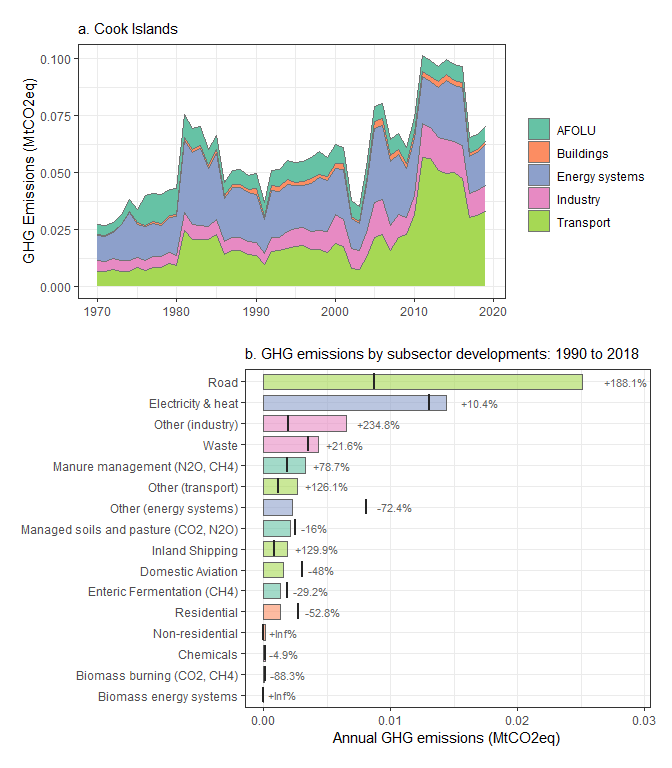 a. Cook Islands
GHG Emissions (MtCO2eq)
0.100
0.075
0.050
0.025
0.000
1970
1980
1990
2000
2010
2020
AFOLU
Buildings
Energy systems
Industry
Transport
b. GHG emissions by subsector developments: 1990 to 2018
Road +188.1%
Electricity & heat +10.4%
Other (industry) +234.8%
Waste +21.6%
Manure management (N2O, CH4) +78.7%
Other (transport) +126.1%
Other (energy systems) -72.4%
Managed soils and pasture (CO2, N2O) -16%
Inland Shipping +129.9%
Domestic Aviation -48%
Enteric Fermentation (CH4) -29.2%
Residential -52.8%
Non-residential +Inf%
Chemicals -4.9%
Biomass burning (CO2, CH4) -88.3%
Biomass energy systems +Inf%
0.00
0.01
0.02
0.03
Annual GHG emissions (MtCO2eq)